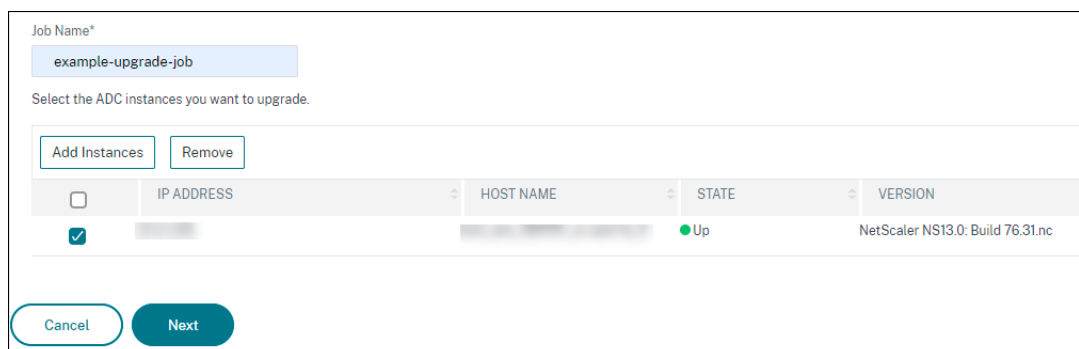 Job Name*
example-upgrade-job
Select the ADC instances you want to upgrade.
Add Instances Remove
IP ADDRESS HOST NAME STATE VERSION
Up NetScaler NS13.0: Build 76.31.nc
Cancel Next